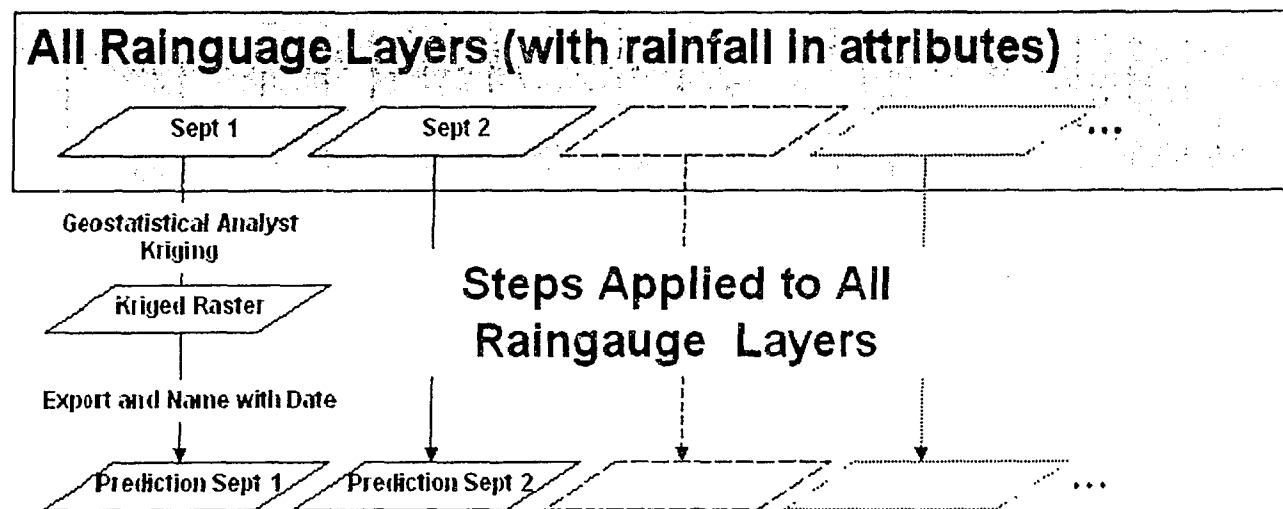 All Rainguage Layers (with rainfall in attributes)
Sept 1
Sept 2
...
Geostatistical Analyst
Kriging
Kriged Raster
Steps Applied to All
Raingauge Layers
Export and Name with Date
Prediction Sept 1
Prediction Sept 2
...